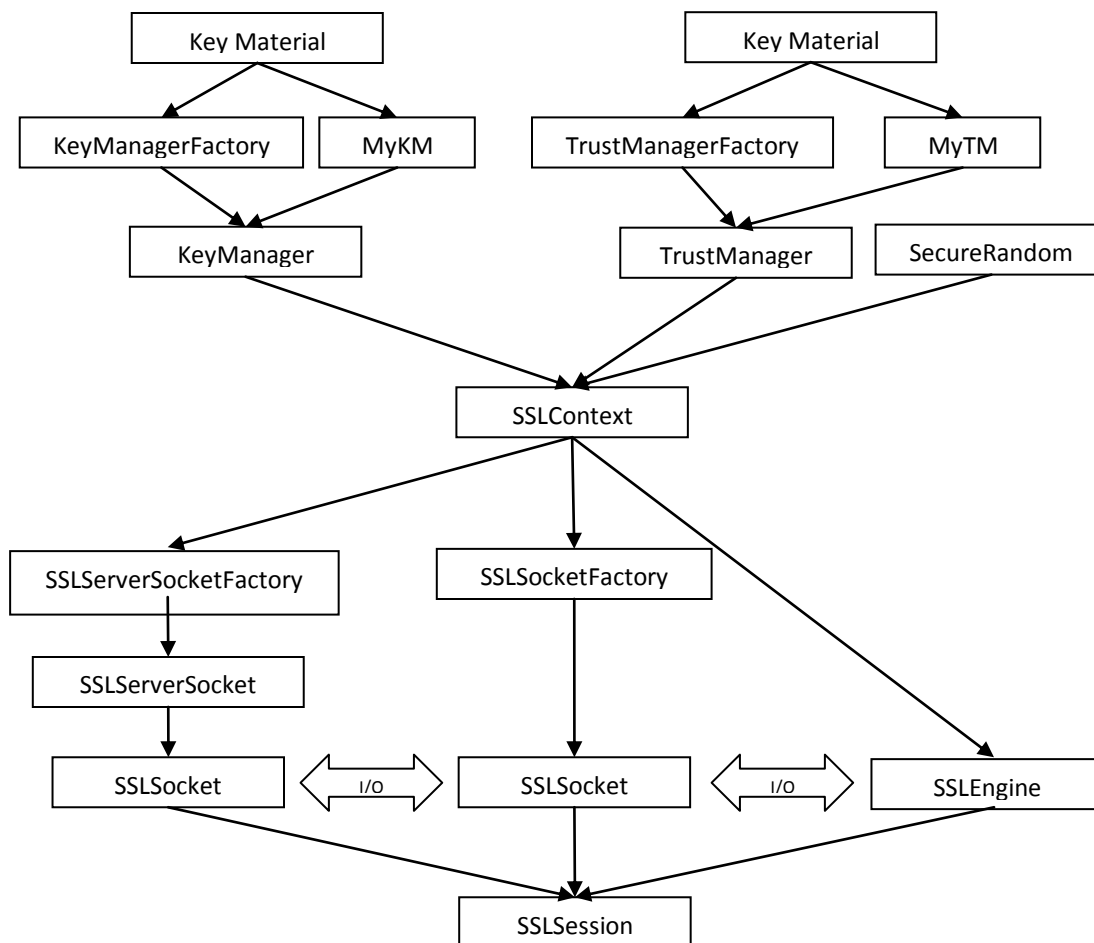 Key Material
Key Material
KeyManagerFactory
MyKM
TrustManagerFactory
MyTM
KeyManager
TrustManager
SecureRandom
SSLContext
SSLServerSocketFactory
SSLSocketFactory
SSLServerSocket
SSLSocket
I/O
SSLSocket
I/O
SSLEngine
SSLSession